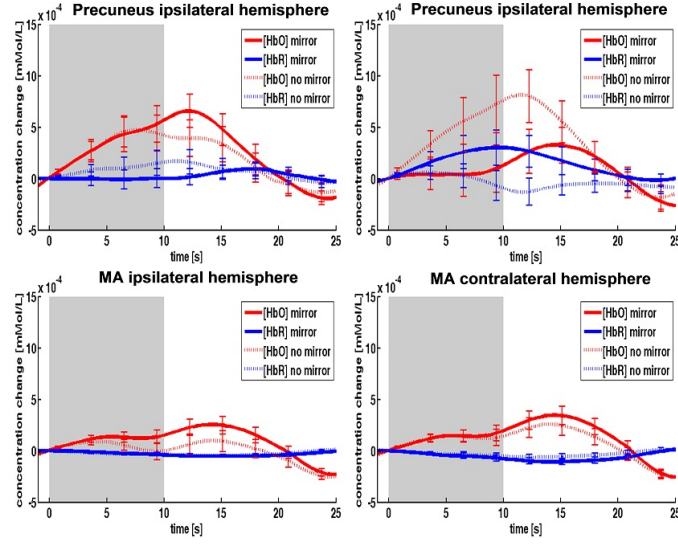 Precuneus ipsilateral hemisphere
x 10^-4
concentration change [mMol/L]
15
10
5
0
-5
[HbO] mirror
[HbR] mirror
[HbO] no mirror
[HbR] no mirror
0 5 10 15 20 25
time [s]
Precuneus ipsilateral hemisphere
x 10^-4
concentration change [mMol/L]
15
10
5
0
-5
[HbO] mirror
[HbR] mirror
[HbO] no mirror
[HbR] no mirror
0 5 10 15 20 25
time [s]
MA ipsilateral hemisphere
x 10^-4
concentration change [mMol/L]
15
10
5
0
-5
[HbO] mirror
[HbR] mirror
[HbO] no mirror
[HbR] no mirror
0 5 10 15 20 25
time [s]
MA contralateral hemisphere
x 10^-4
concentration change [mMol/L]
15
10
5
0
-5
[HbO] mirror
[HbR] mirror
[HbO] no mirror
[HbR] no mirror
0 5 10 15 20 25
time [s]